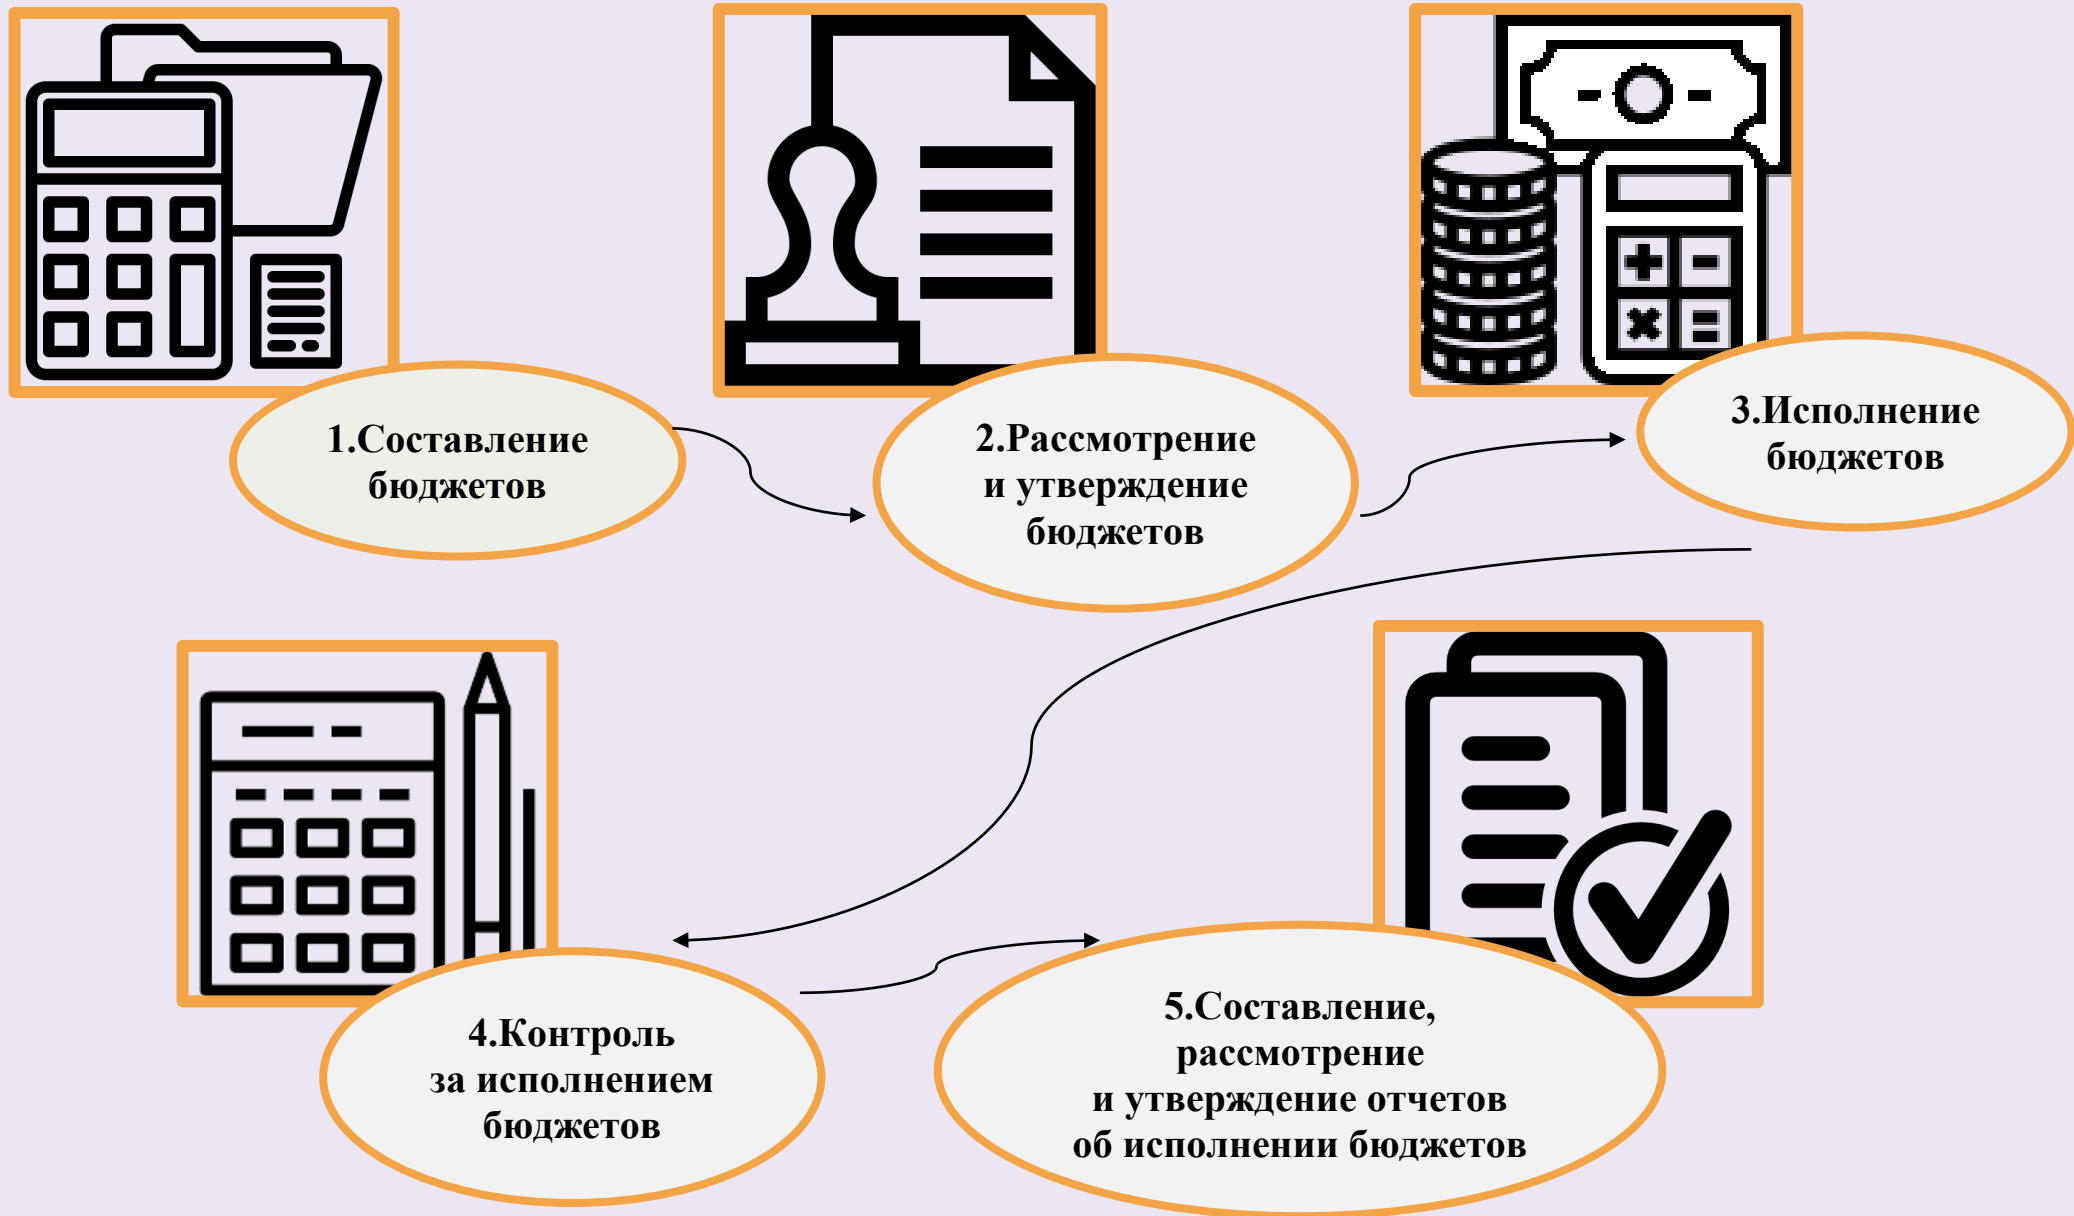 1.Составление
бюджетов
2.Рассмотрение
и утверждение
бюджетов
3.Исполнение
бюджетов
4.Контроль
за исполнением
бюджетов
5.Составление,
рассмотрение
и утверждение отчетов
об исполнении бюджетов